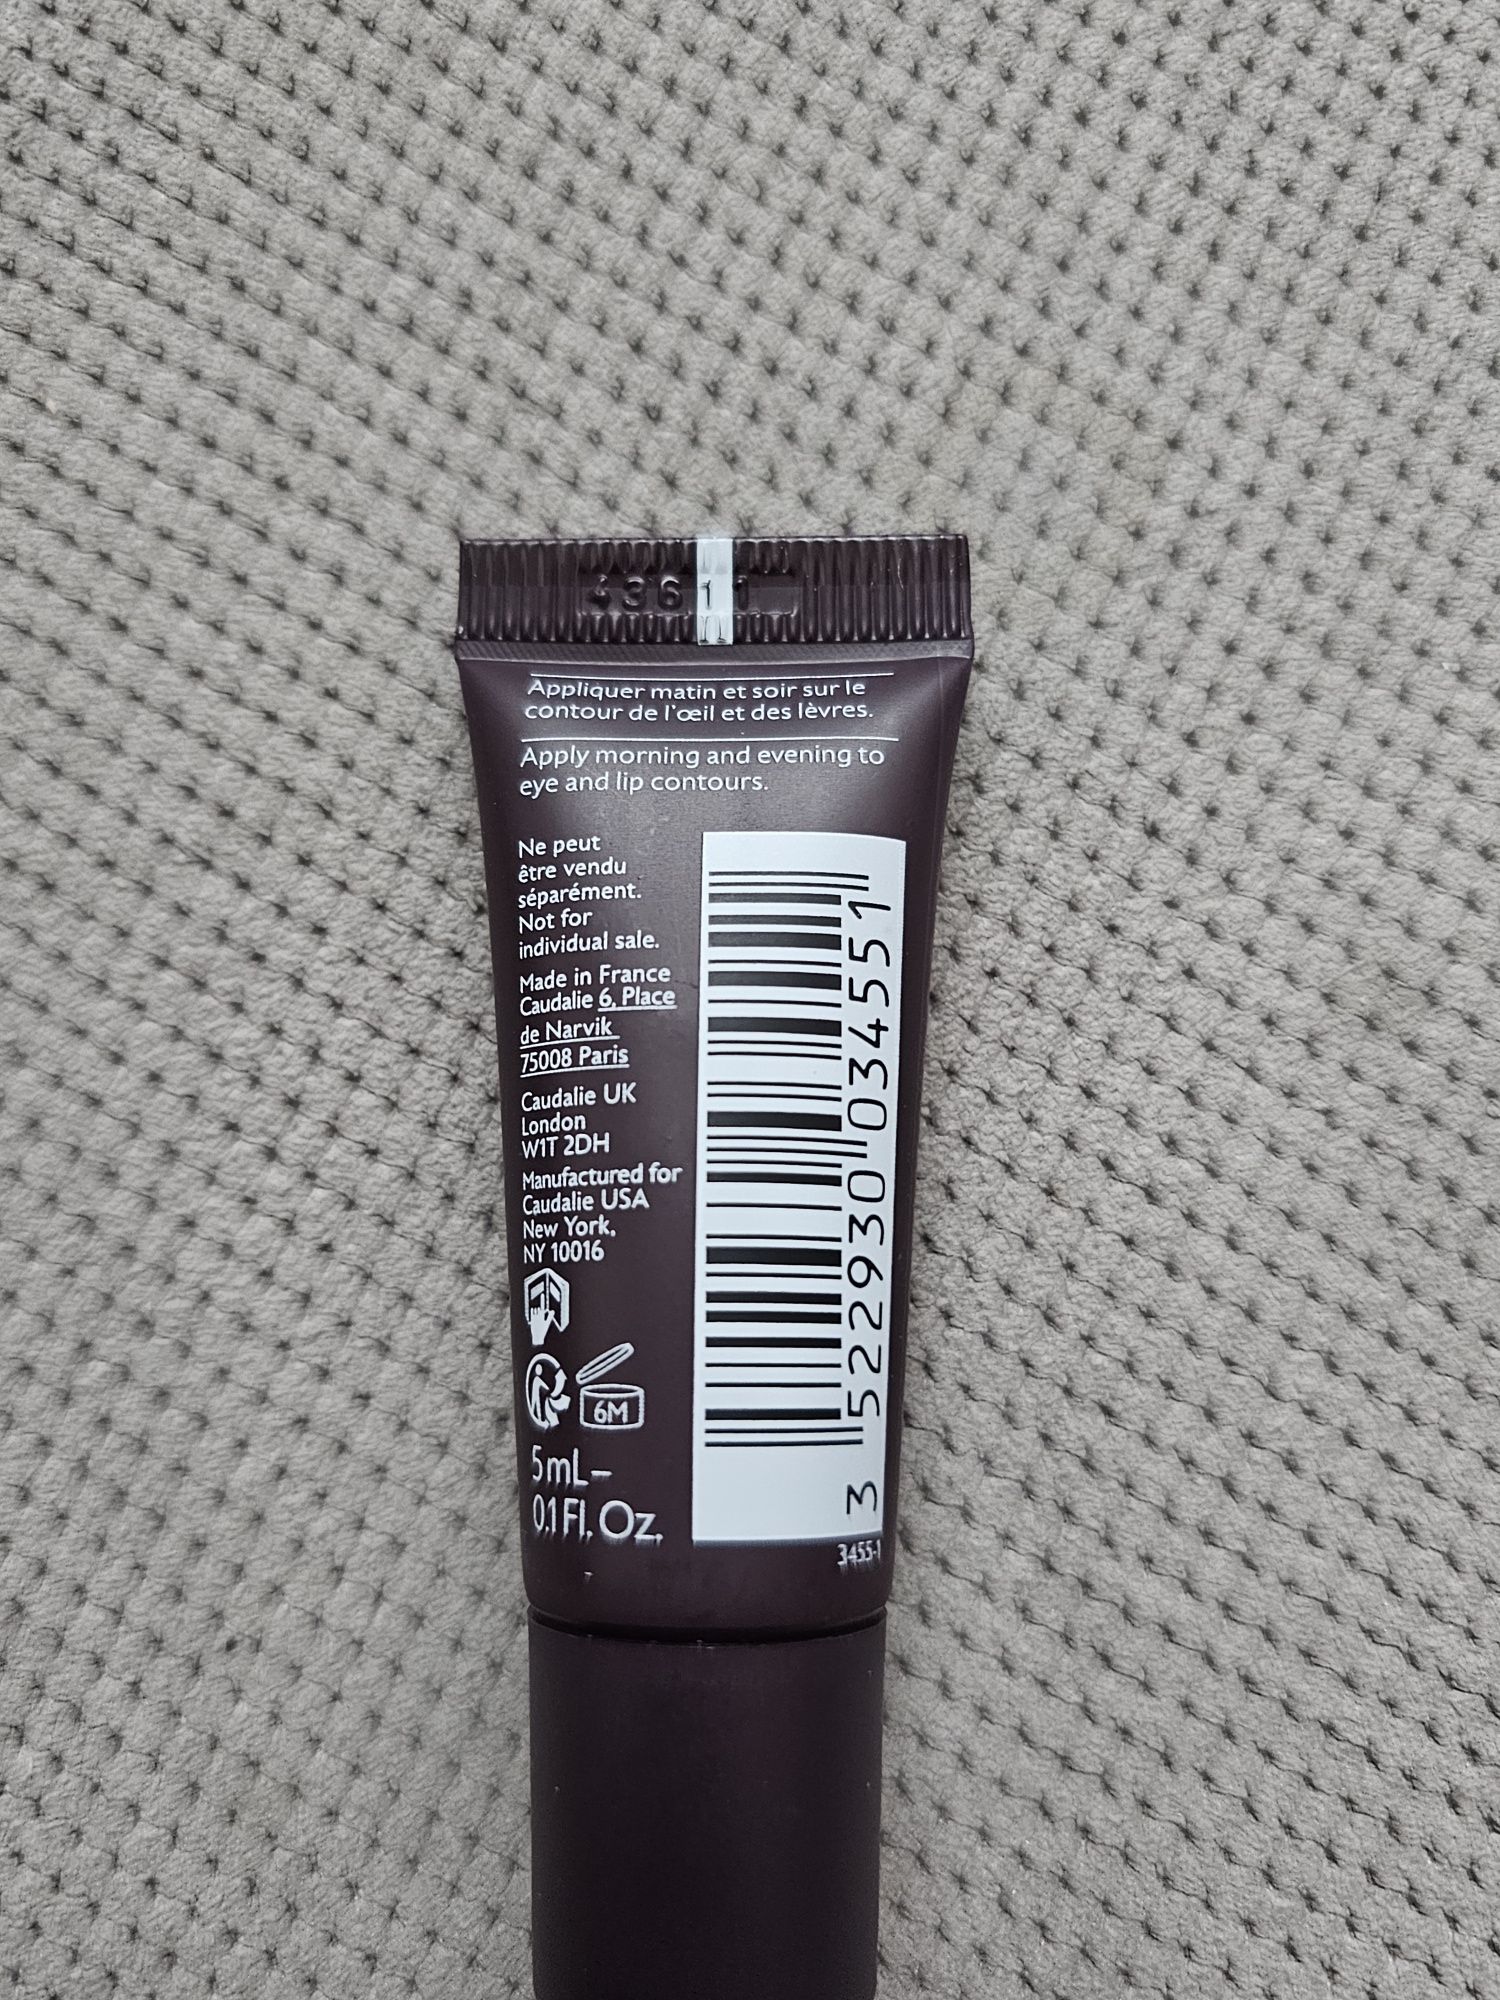 43611
Appliquer matin et soir sur le
contour de l'œil et des lèvres.
Apply morning and evening to
eye and lip contours.
Ne peut
être vendu
séparément.
Not for
individual sale.
Made in France
Caudalie 6, Place
de Narvik
75008 Paris
Caudalie UK
London
W1T 2DH
Manufactured for
Caudalie USA
New York,
NY 10016
6M
5mL–
0.1 Fl. Oz.
3 522930 034551
3455-1